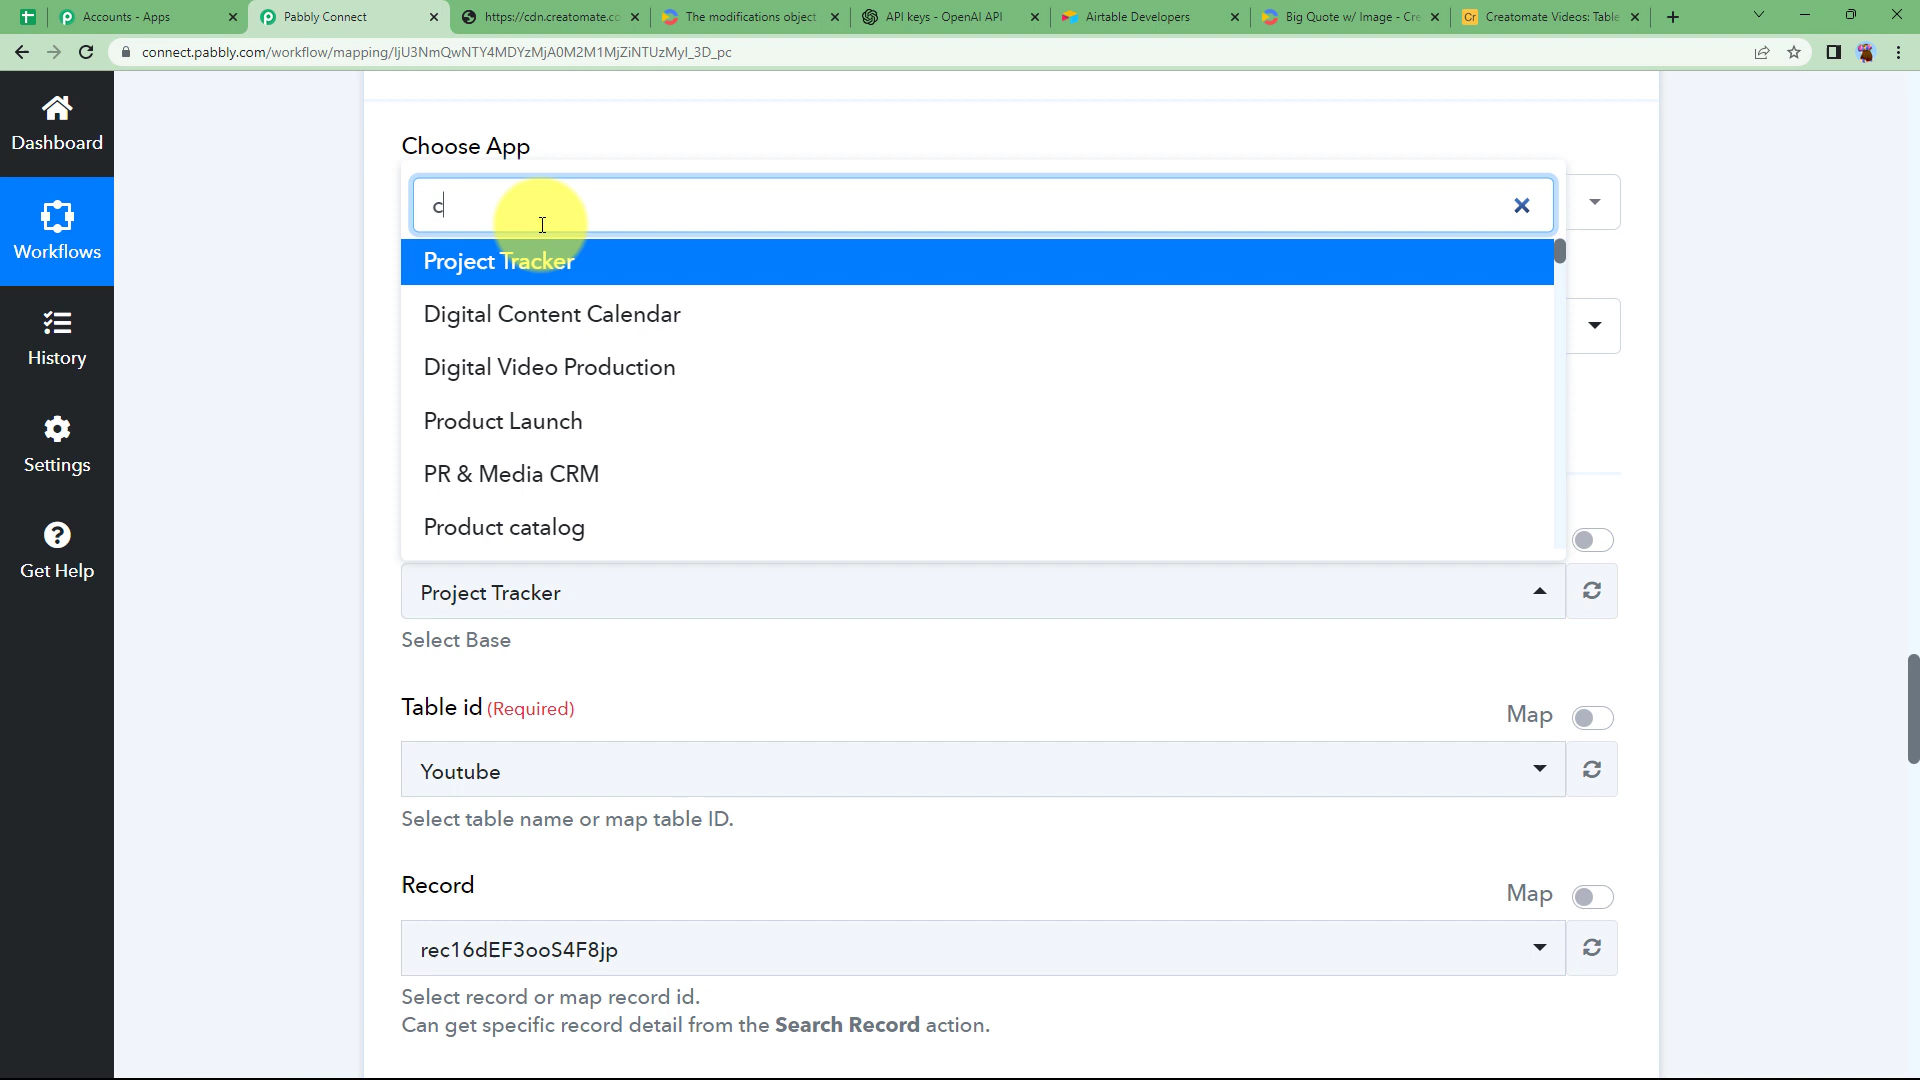 Accounts - Apps
Pabbly Connect
https://cdn.creatomate.co
The modifications object
API keys - OpenAI API
Airtable Developers
Big Quote w/ Image - Cre
Cr
Creatomate Videos: Table
connect.pabbly.com/workflow/mapping/IjU3NmQwNTY4MDYzMjA0M2M1MjZiNTUzMyI_3D_pc
Dashboard
Workflows
History
Settings
Get Help
Choose App
c
Project Tracker
Digital Content Calendar
Digital Video Production
Product Launch
PR & Media CRM
Product catalog
Project Tracker
Select Base
Table id (Required)
Map
Youtube
Select table name or map table ID.
Record
Map
rec16dEF3ooS4F8jp
Select record or map record id.
Can get specific record detail from the Search Record action.